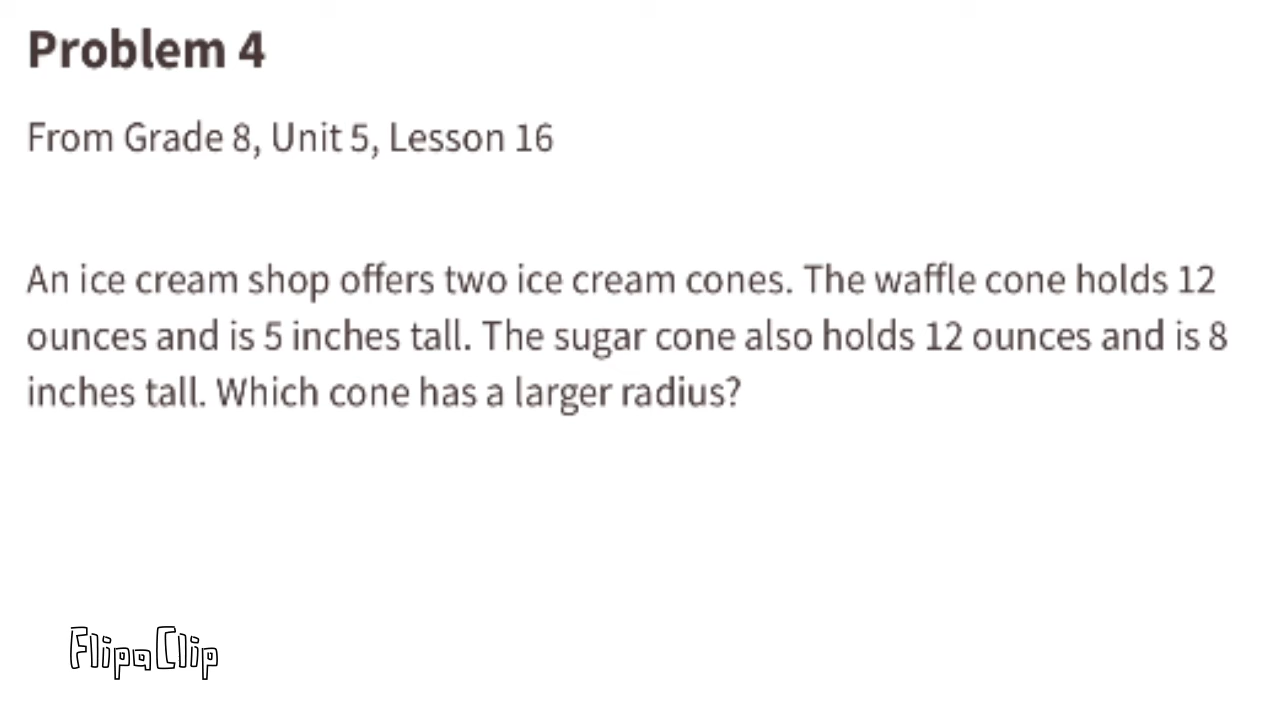 Problem 4
From Grade 8, Unit 5, Lesson 16
An ice cream shop offers two ice cream cones. The waffle cone holds 12
ounces and is 5 inches tall. The sugar cone also holds 12 ounces and is 8
inches tall. Which cone has a larger radius?
FlipaClip